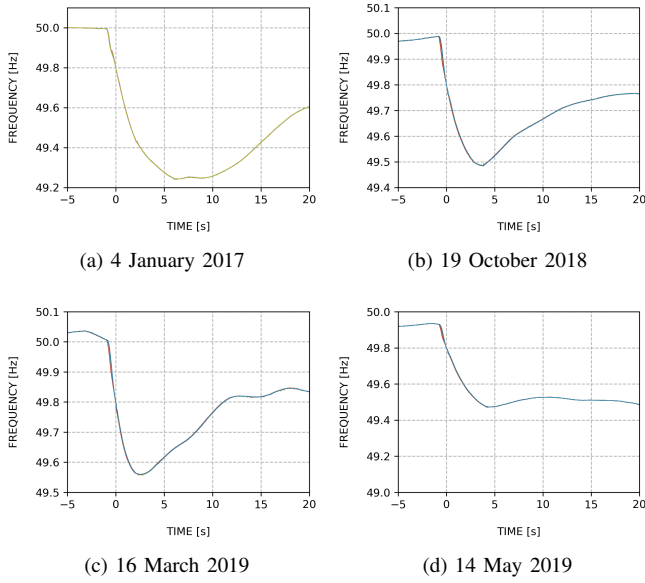 50.0
49.8
49.6
49.4
49.2
FREQUENCY [Hz]
−5 0 5 10 15 20
TIME [s]
(a) 4 January 2017
50.1
50.0
49.9
49.8
49.7
49.6
49.5
49.4
FREQUENCY [Hz]
−5 0 5 10 15 20
TIME [s]
(b) 19 October 2018
50.1
50.0
49.9
49.8
49.7
49.6
49.5
FREQUENCY [Hz]
−5 0 5 10 15 20
TIME [s]
(c) 16 March 2019
50.0
49.8
49.6
49.4
49.2
49.0
FREQUENCY [Hz]
−5 0 5 10 15 20
TIME [s]
(d) 14 May 2019